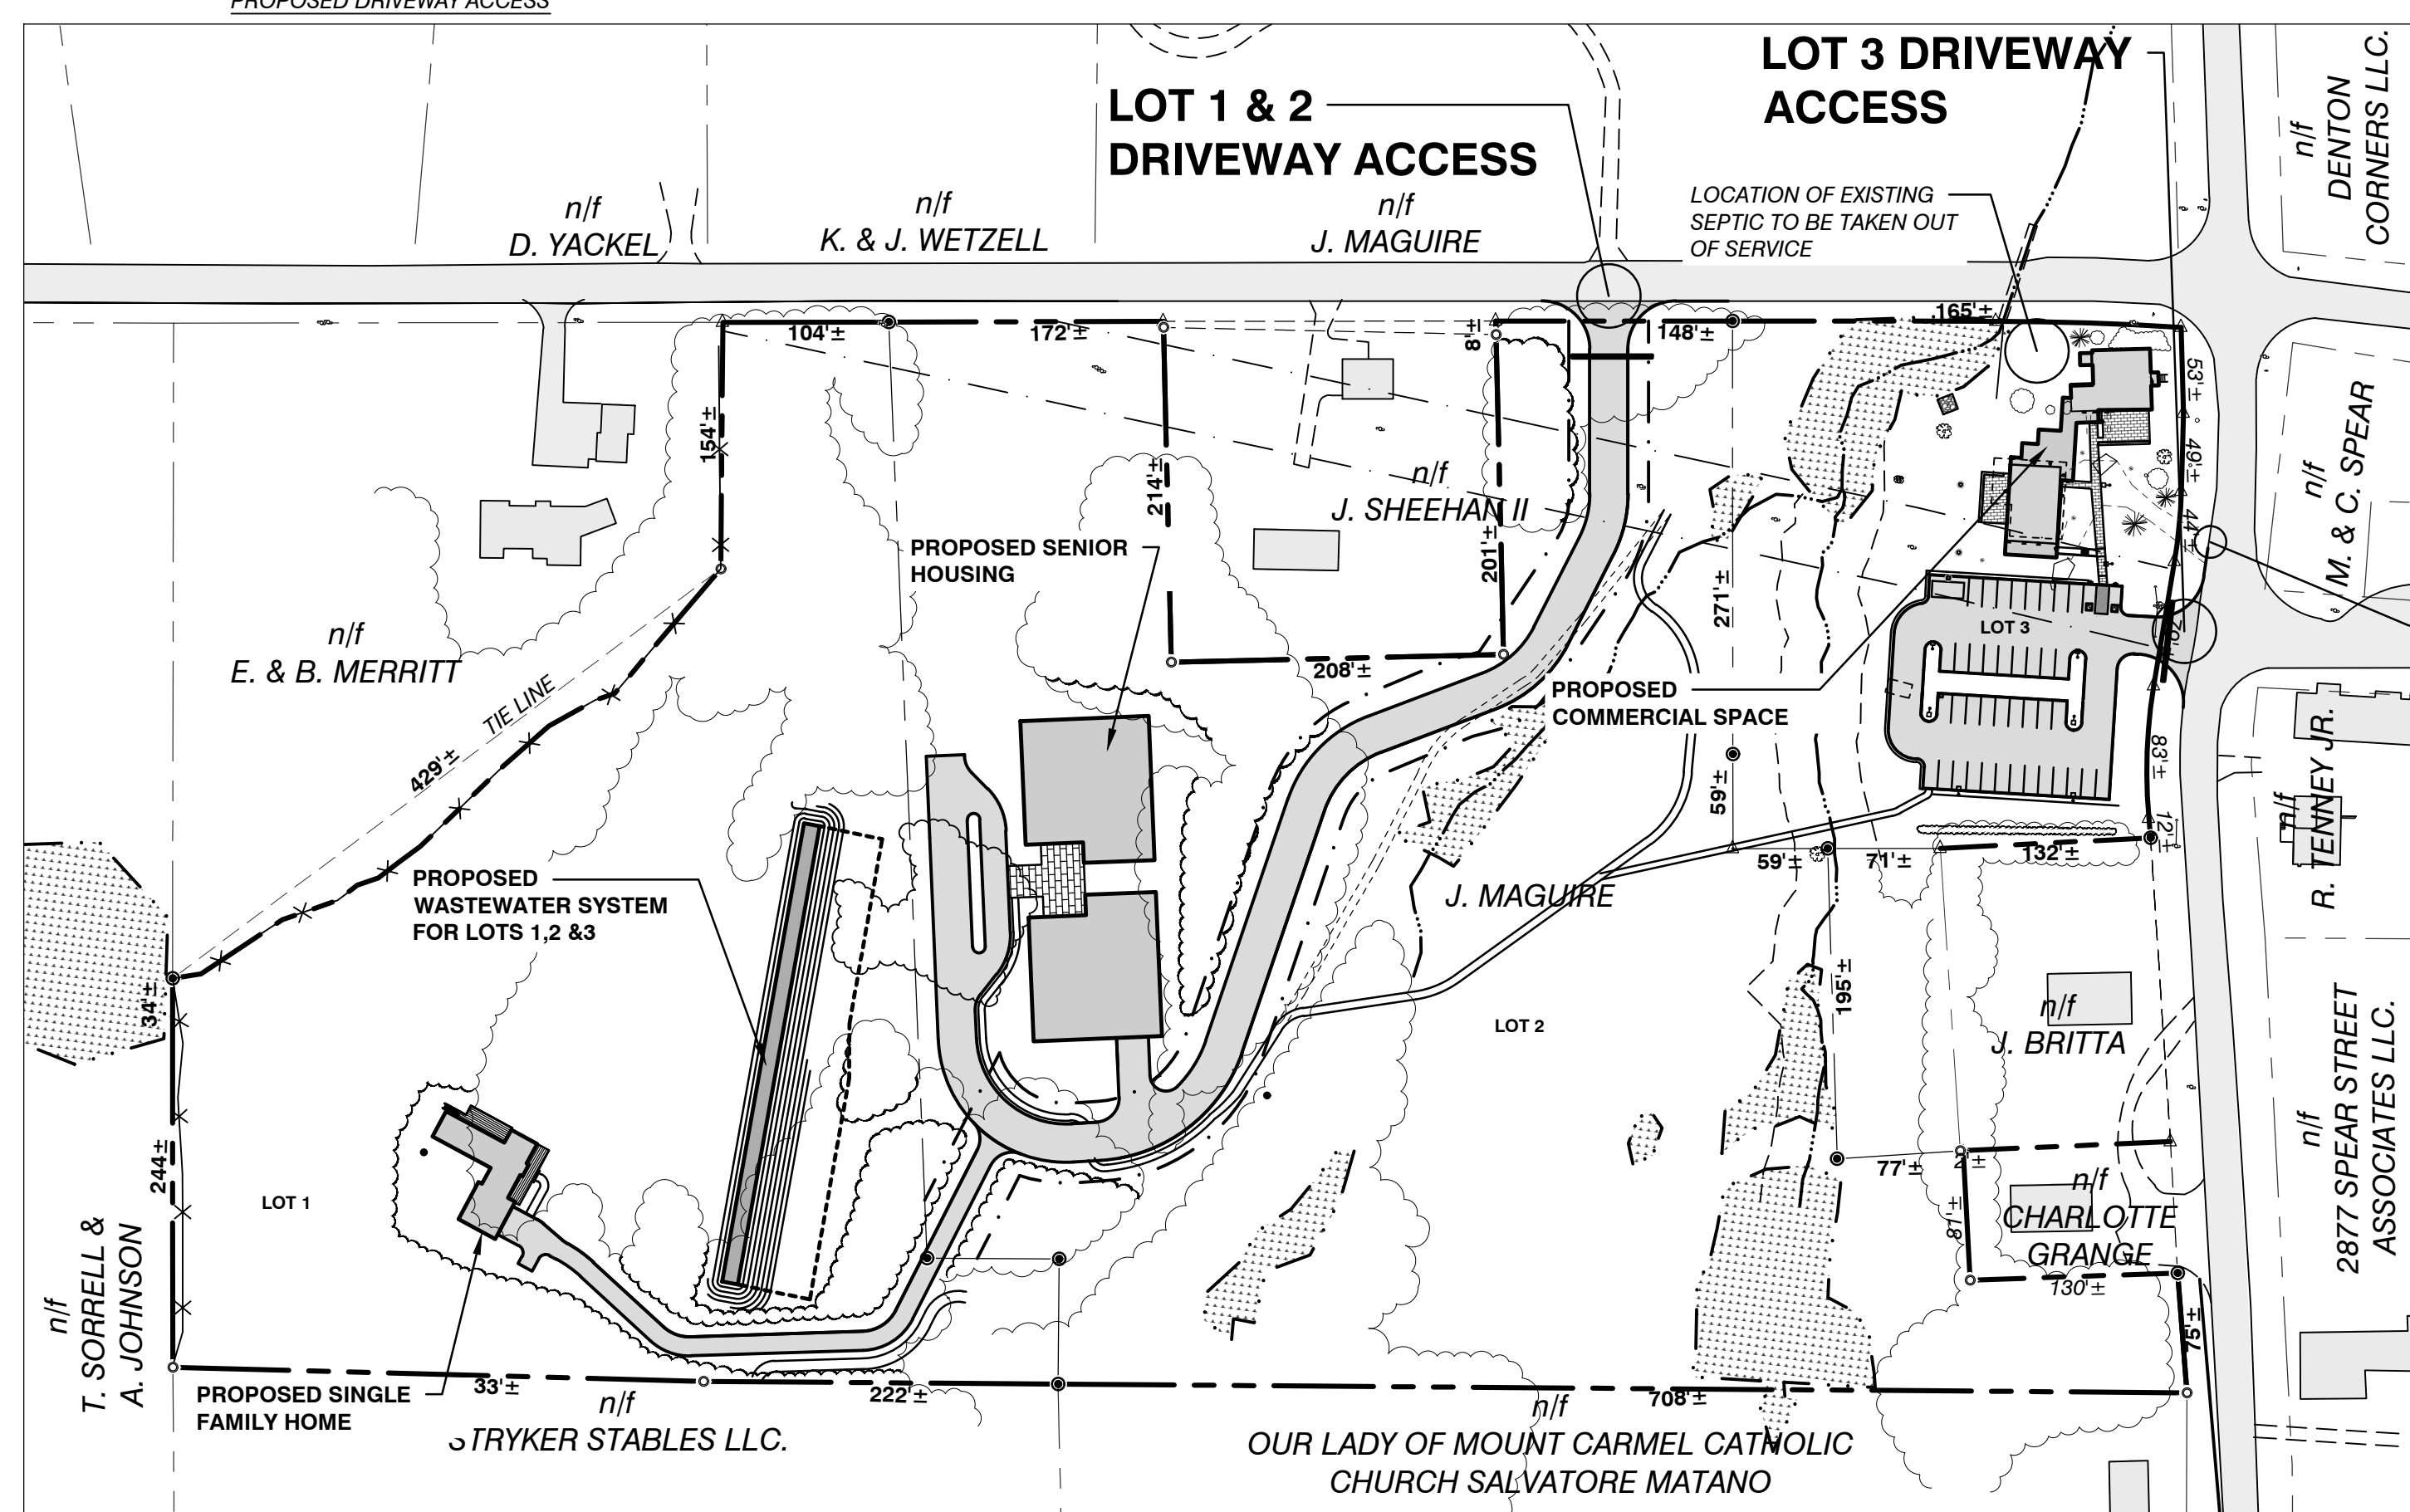 PROPOSED DRIVEWAY ACCESS
LOT 3 DRIVEWAY
ACCESS
LOT 1 & 2
DRIVEWAY ACCESS
n/f
DENTON
CORNERS LLC.
n/f
D. YACKEL
n/f
K. & J. WETZELL
n/f
J. MAGUIRE
LOCATION OF EXISTING
SEPTIC TO BE TAKEN OUT
OF SERVICE
104'±
172'±
8'±
148'±
165'±
53'±
49'±
44'±
154'±
214'±
n/f
J. SHEEHAN II
201'±
271'±
n/f
M. & C. SPEAR
PROPOSED SENIOR
HOUSING
LOT 3
n/f
E. & B. MERRITT
TIE LINE
429'±
208'±
PROPOSED
COMMERCIAL SPACE
59'±
83'±
12'±
n/f
R. TENNEY JR.
59'±
71'±
132'±
PROPOSED
WASTEWATER SYSTEM
FOR LOTS 1,2 &3
J. MAGUIRE
34'±
195'±
LOT 2
n/f
J. BRITTA
n/f
2877 SPEAR STREET
ASSOCIATES LLC.
244±
LOT 1
77'±
2'±
81'±
n/f
CHARLOTTE
GRANGE
130'±
75'±
n/f
T. SORRELL &
A. JOHNSON
PROPOSED SINGLE
FAMILY HOME
33'±
n/f
STRYKER STABLES LLC.
222'±
708'±
n/f
OUR LADY OF MOUNT CARMEL CATHOLIC
CHURCH SALVATORE MATANO